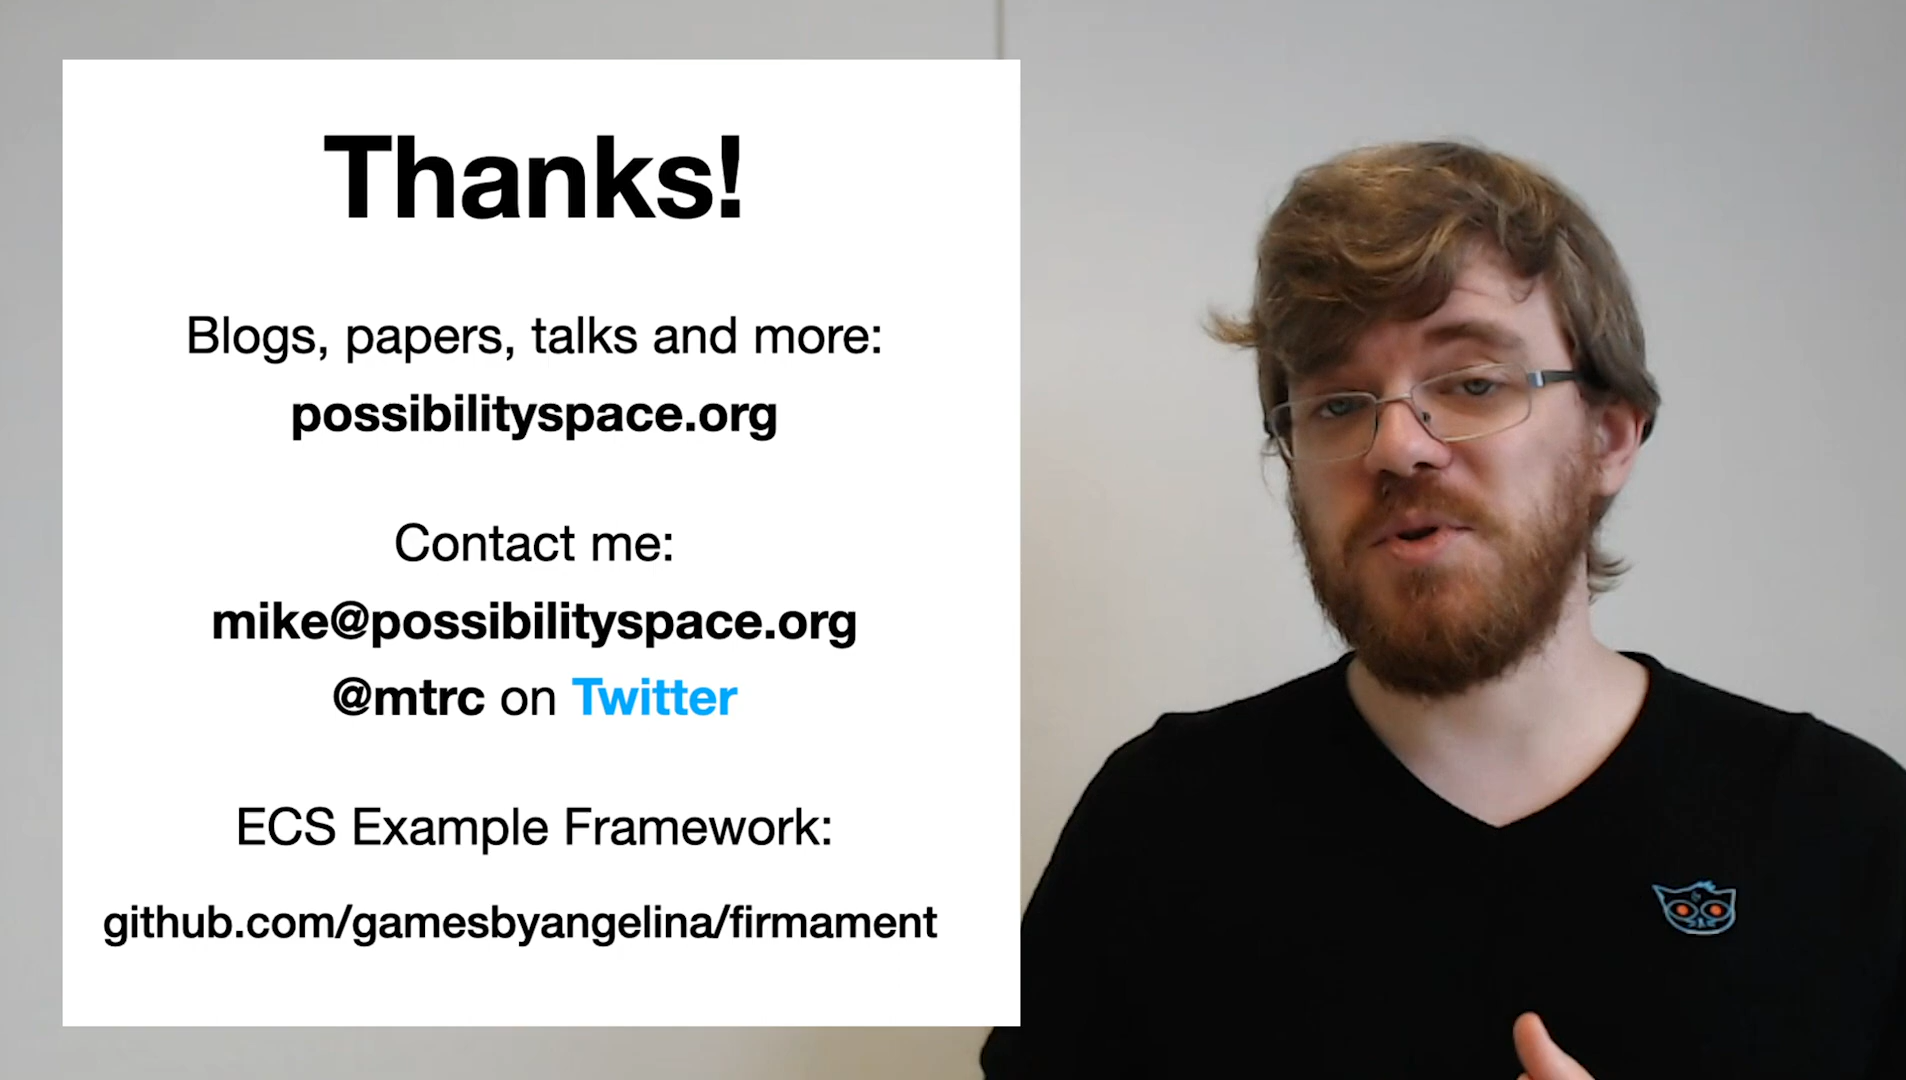 Thanks!
Blogs, papers, talks and more:
possibilityspace.org
Contact me:
mike@possibilityspace.org
@mtrc on Twitter
ECS Example Framework:
github.com/gamesbyangelina/firmament